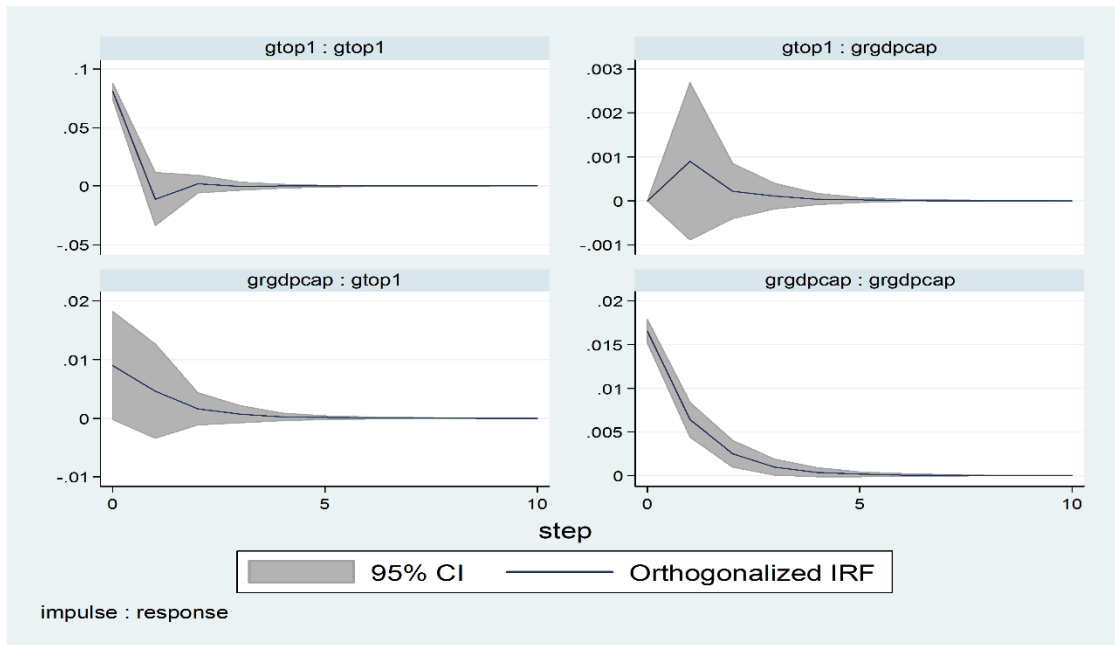 gtop1 : gtop1
.1
.05
0
-.05
gtop1 : grgdpcap
.003
.002
.001
0
-.001
grgdpcap : gtop1
.02
.01
0
-.01
0 5 10
grgdpcap : grgdpcap
.02
.015
.01
.005
0
0 5 10
step
95% CI Orthogonalized IRF
impulse : response